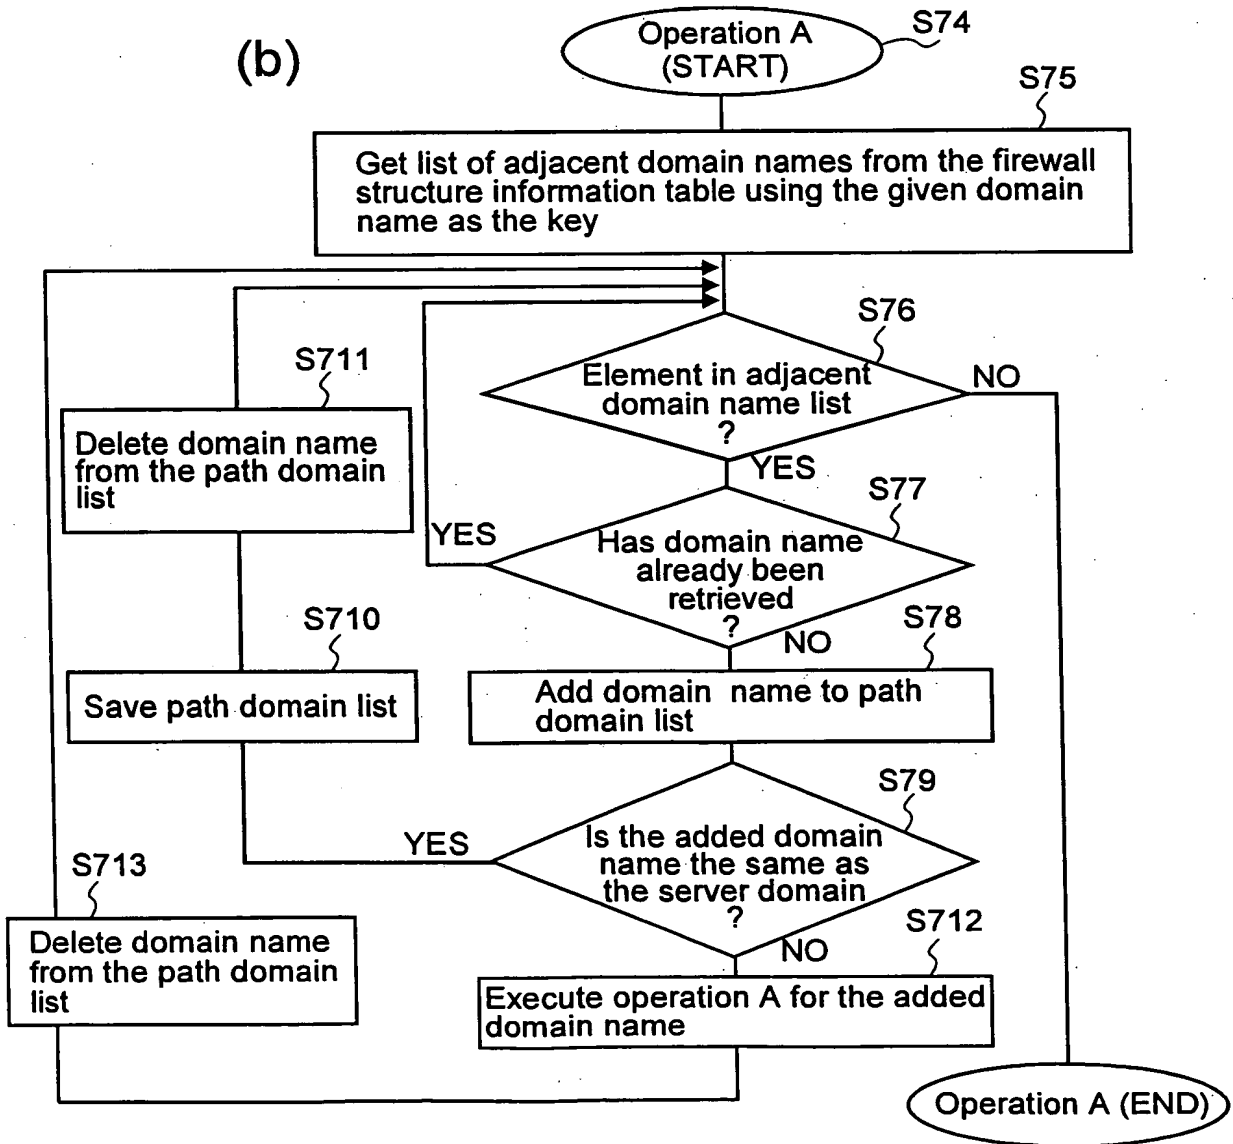 (b)
Operation A
(START)
S74
S75
Get list of adjacent domain names from the firewall
structure information table using the given domain
name as the key
S76
Element in adjacent
domain name list
?
NO
YES
S711
Delete domain name
from the path domain
list
S77
Has domain name
already been
retrieved
?
YES
NO
S710
Save path domain list
S78
Add domain name to path
domain list
S79
Is the added domain
name the same as
the server domain
?
YES
NO
S713
Delete domain name
from the path domain
list
S712
Execute operation A for the added
domain name
Operation A (END)